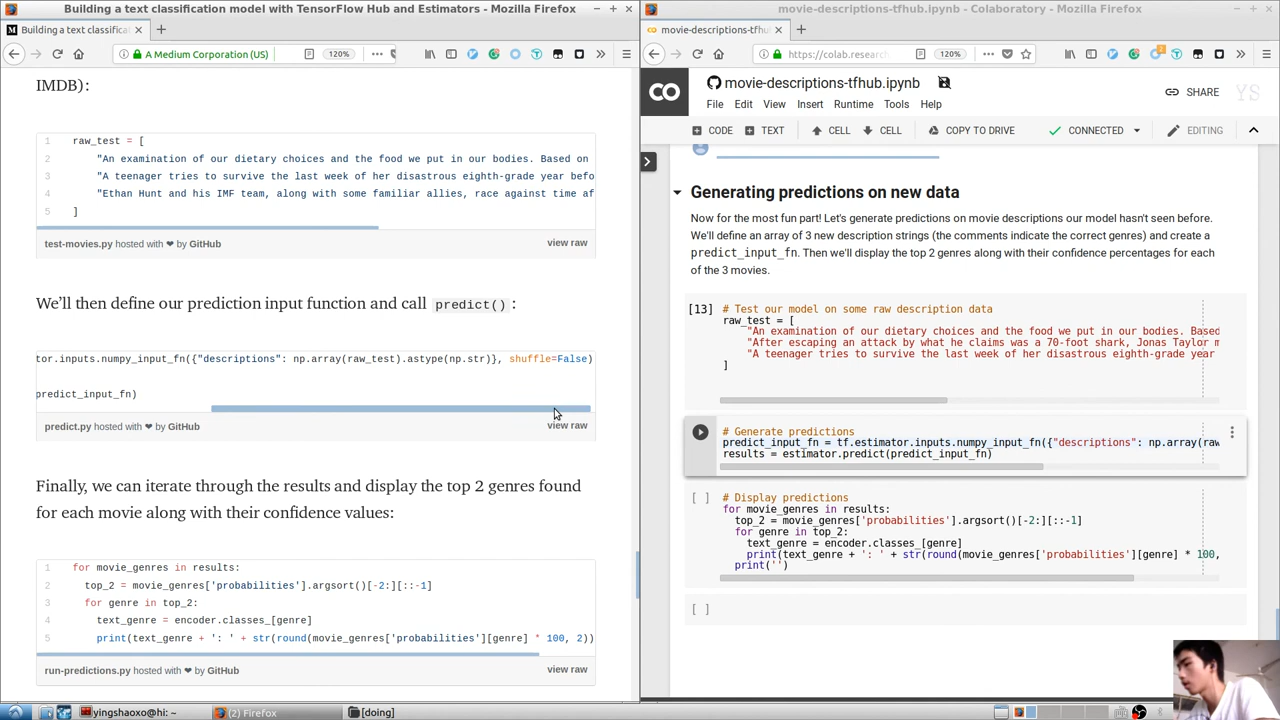 Building a text classification model with TensorFlow Hub and Estimators - Mozilla Firefox
Building a text classificat
A Medium Corporation (US)
120%
IMDB):
1 raw_test = [
2 "An examination of our dietary choices and the food we put in our bodies. Based on
3 "A teenager tries to survive the last week of her disastrous eighth-grade year befo
4 "Ethan Hunt and his IMF team, along with some familiar allies, race against time af
5 ]
test-movies.py hosted with ❤ by GitHub view raw
We'll then define our prediction input function and call predict():
tor.inputs.numpy_input_fn({"descriptions": np.array(raw_test).astype(np.str)}, shuffle=False)
predict_input_fn)
predict.py hosted with ❤ by GitHub view raw
Finally, we can iterate through the results and display the top 2 genres found
for each movie along with their confidence values:
1 for movie_genres in results:
2 top_2 = movie_genres['probabilities'].argsort()[-2:][::-1]
3 for genre in top_2:
4 text_genre = encoder.classes_[genre]
5 print(text_genre + ': ' + str(round(movie_genres['probabilities'][genre] * 100, 2))
run-predictions.py hosted with ❤ by GitHub view raw
movie-descriptions-tfhub.ipynb - Colaboratory - Mozilla Firefox
movie-descriptions-tfhu
https://colab.resear
120%
CO
movie-descriptions-tfhub.ipynb
File Edit View Insert Runtime Tools Help
SHARE
YS
CODE TEXT CELL CELL COPY TO DRIVE CONNECTED EDITING
Generating predictions on new data
Now for the most fun part! Let's generate predictions on movie descriptions our model hasn't seen before.
We'll define an array of 3 new description strings (the comments indicate the correct genres) and create a
predict_input_fn. Then we'll display the top 2 genres along with their confidence percentages for each
of the 3 movies.
[13] # Test our model on some raw description data
raw_test = [
"An examination of our dietary choices and the food we put in our bodies. Based
"After escaping an attack by what he claims was a 70-foot shark, Jonas Taylor m
"A teenager tries to survive the last week of her disastrous eighth-grade year
]
# Generate predictions
predict_input_fn = tf.estimator.inputs.numpy_input_fn({"descriptions": np.array(raw
results = estimator.predict(predict_input_fn)
[ ] # Display predictions
for movie_genres in results:
top_2 = movie_genres['probabilities'].argsort()[-2:][::-1]
for genre in top_2:
text_genre = encoder.classes_[genre]
print(text_genre + ': ' + str(round(movie_genres['probabilities'][genre] * 100,
print('')
[ ]
yingshaoxo@hi: ~ (2) Firefox [doing]